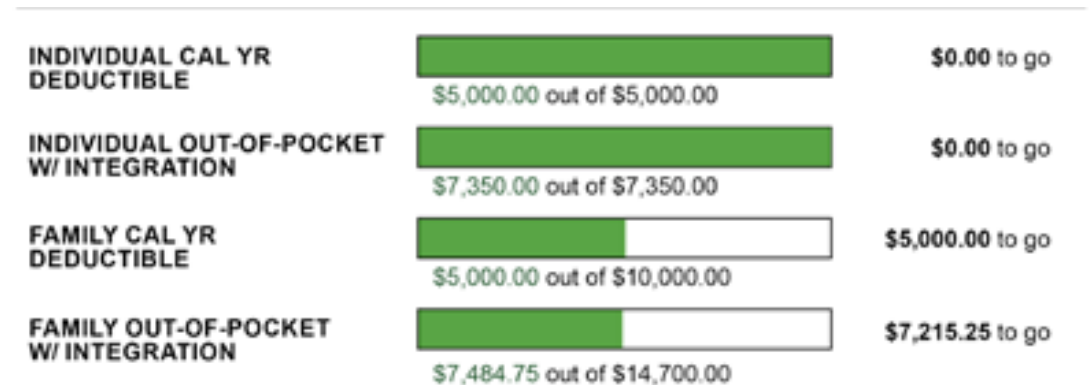 INDIVIDUAL CAL YR
DEDUCTIBLE
$0.00 to go
$5,000.00 out of $5,000.00
INDIVIDUAL OUT-OF-POCKET
W/ INTEGRATION
$0.00 to go
$7,350.00 out of $7,350.00
FAMILY CAL YR
DEDUCTIBLE
$5,000.00 to go
$5,000.00 out of $10,000.00
FAMILY OUT-OF-POCKET
W/ INTEGRATION
$7,215.25 to go
$7,484.75 out of $14,700.00